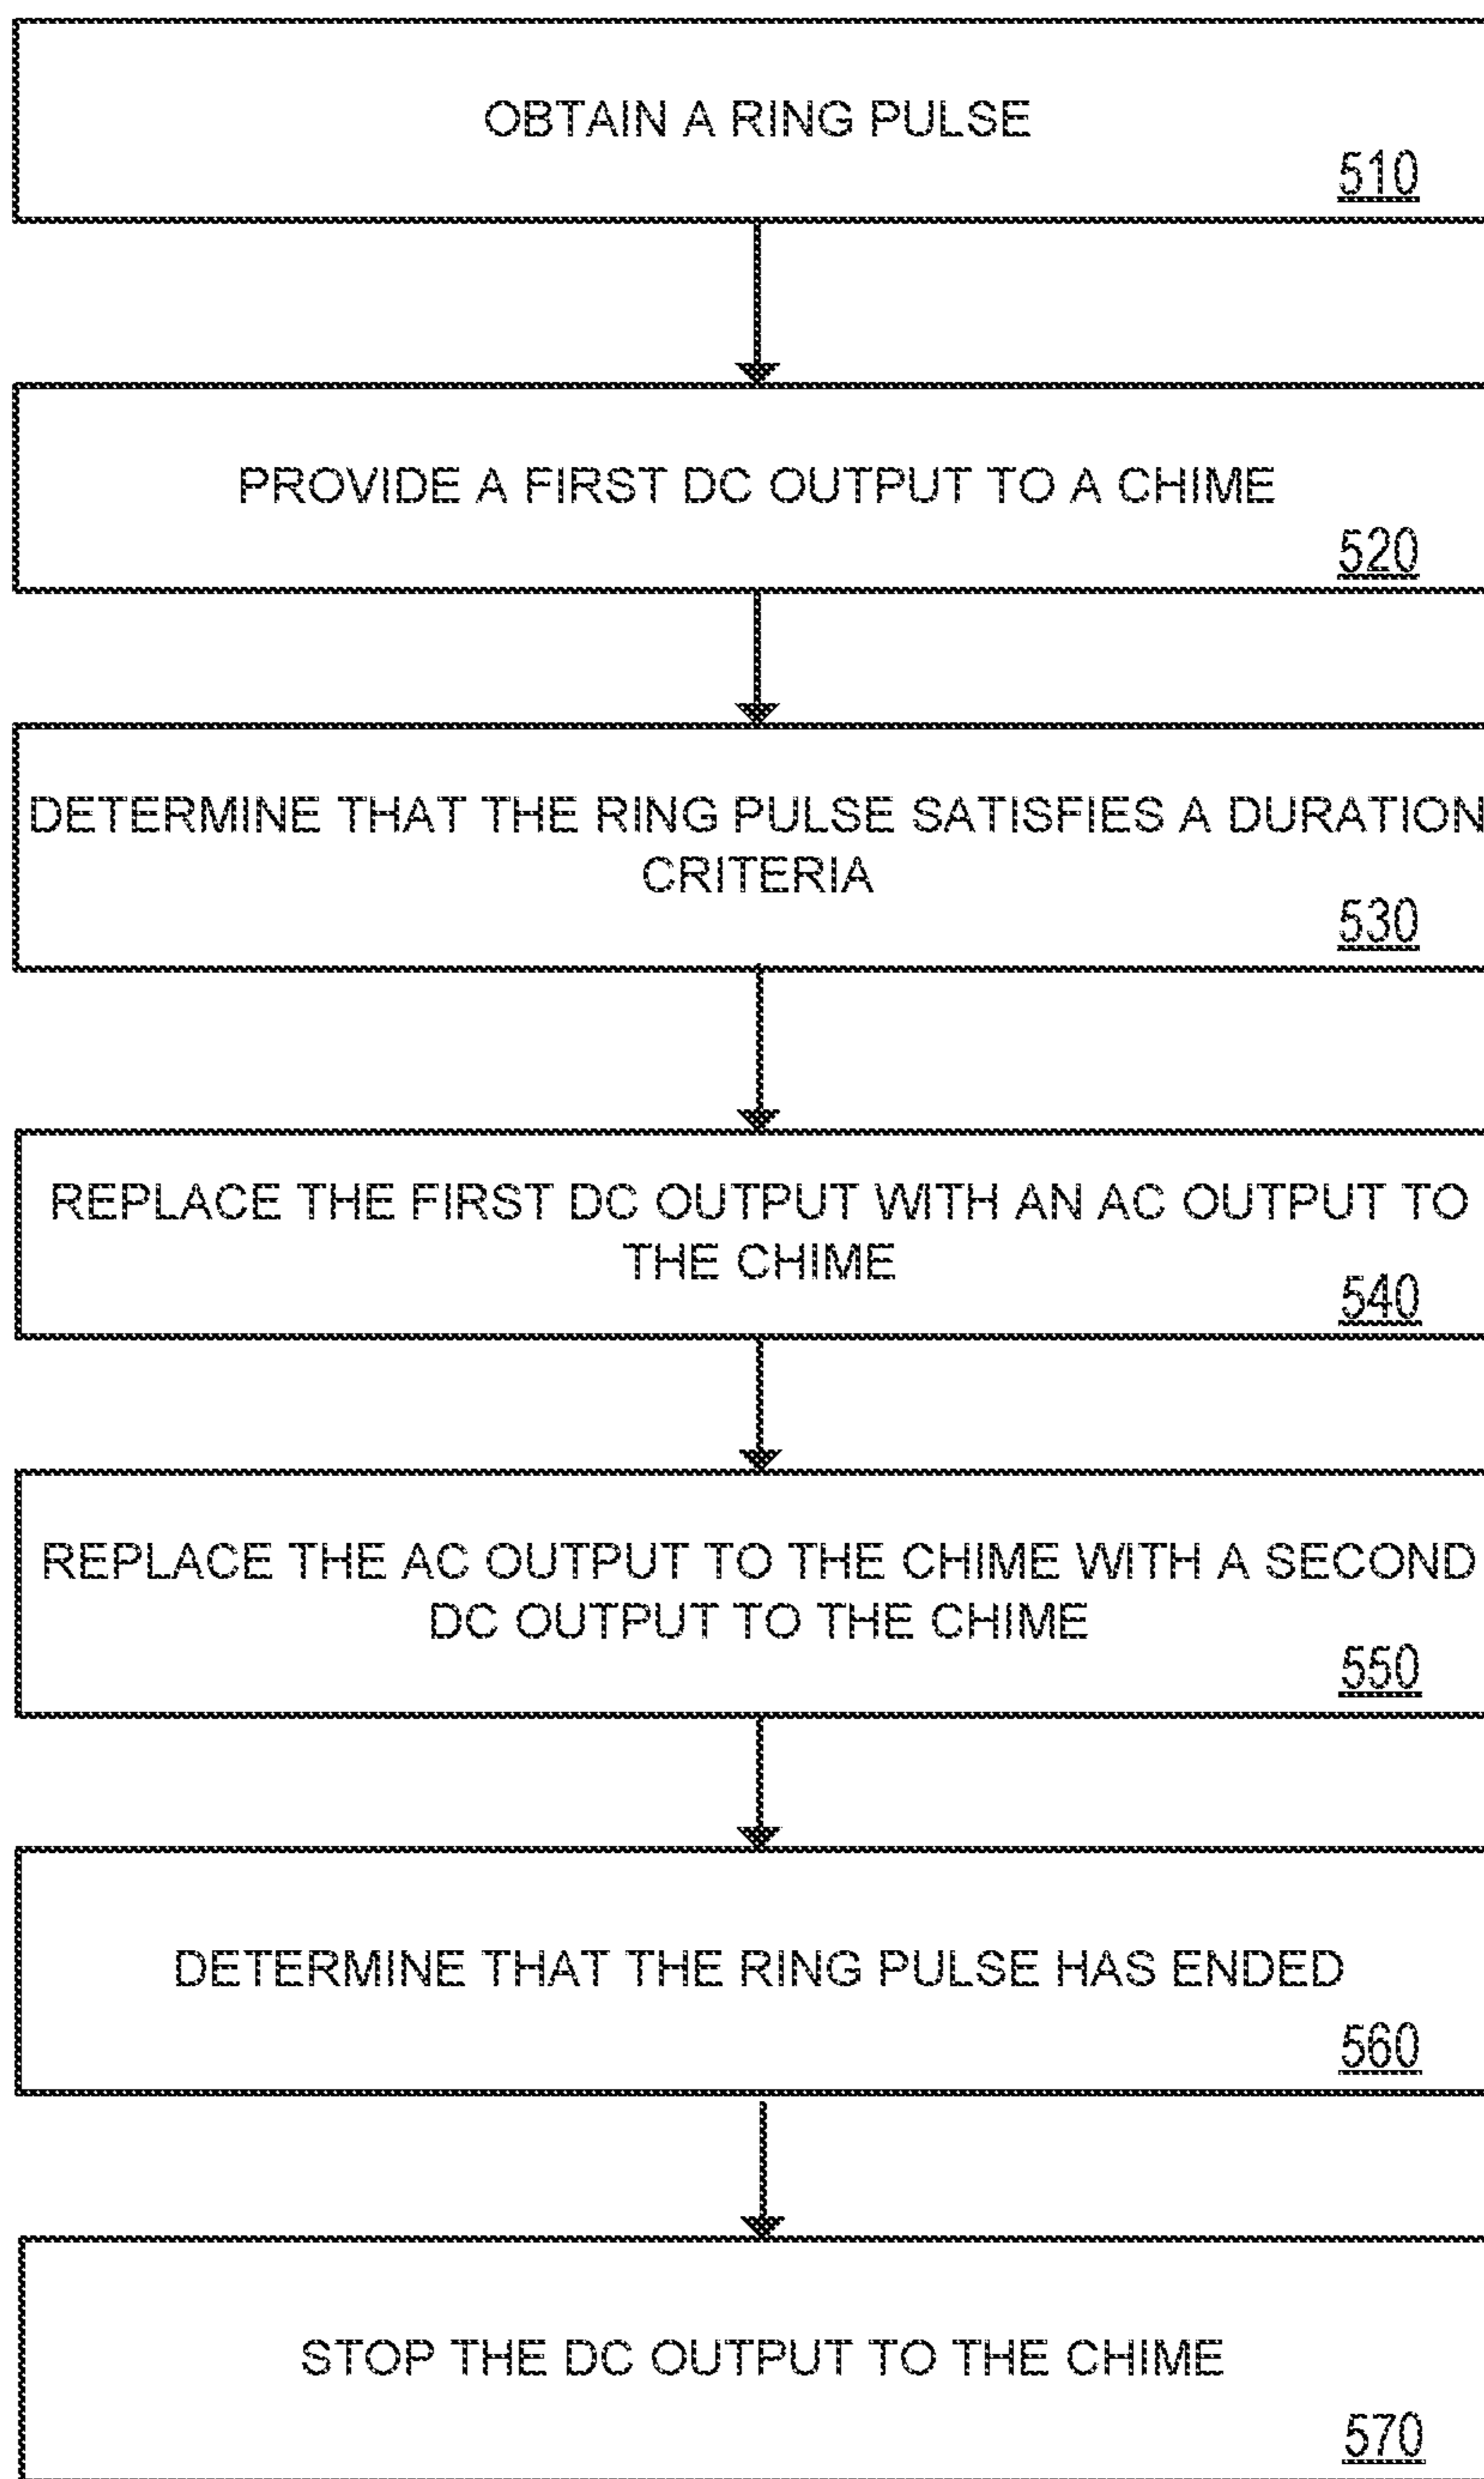 OBTAIN A RING PULSE
510
PROVIDE A FIRST DC OUTPUT TO A CHIME
520
DETERMINE THAT THE RING PULSE SATISFIES A DURATION
CRITERIA
530
REPLACE THE FIRST DC OUTPUT WITH AN AC OUTPUT TO
THE CHIME
540
REPLACE THE AC OUTPUT TO THE CHIME WITH A SECOND
DC OUTPUT TO THE CHIME
550
DETERMINE THAT THE RING PULSE HAS ENDED
560
STOP THE DC OUTPUT TO THE CHIME
570